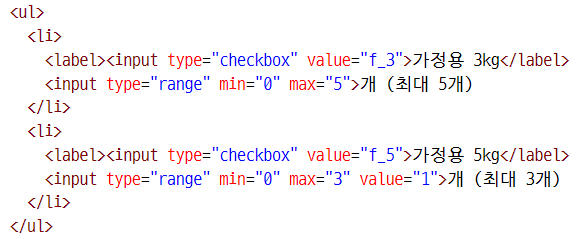 <ul>
<li>
<label><input type="checkbox" value="f_3">가정용 3kg</label>
<input type="range" min="0" max="5">개 (최대 5개)
</li>
<li>
<label><input type="checkbox" value="f_5">가정용 5kg</label>
<input type="range" min="0" max="3" value="1">개 (최대 3개)
</li>
</ul>